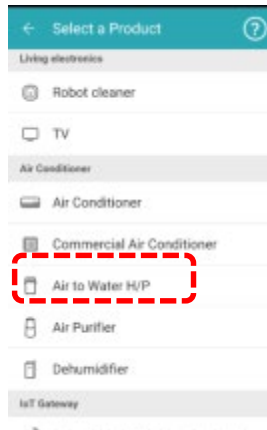 Select a Product
?
Living electronics
Robot cleaner
TV
Air Conditioner
Air Conditioner
Commercial Air Conditioner
Air to Water H/P
Air Purifier
Dehumidifier
IoT Gateway